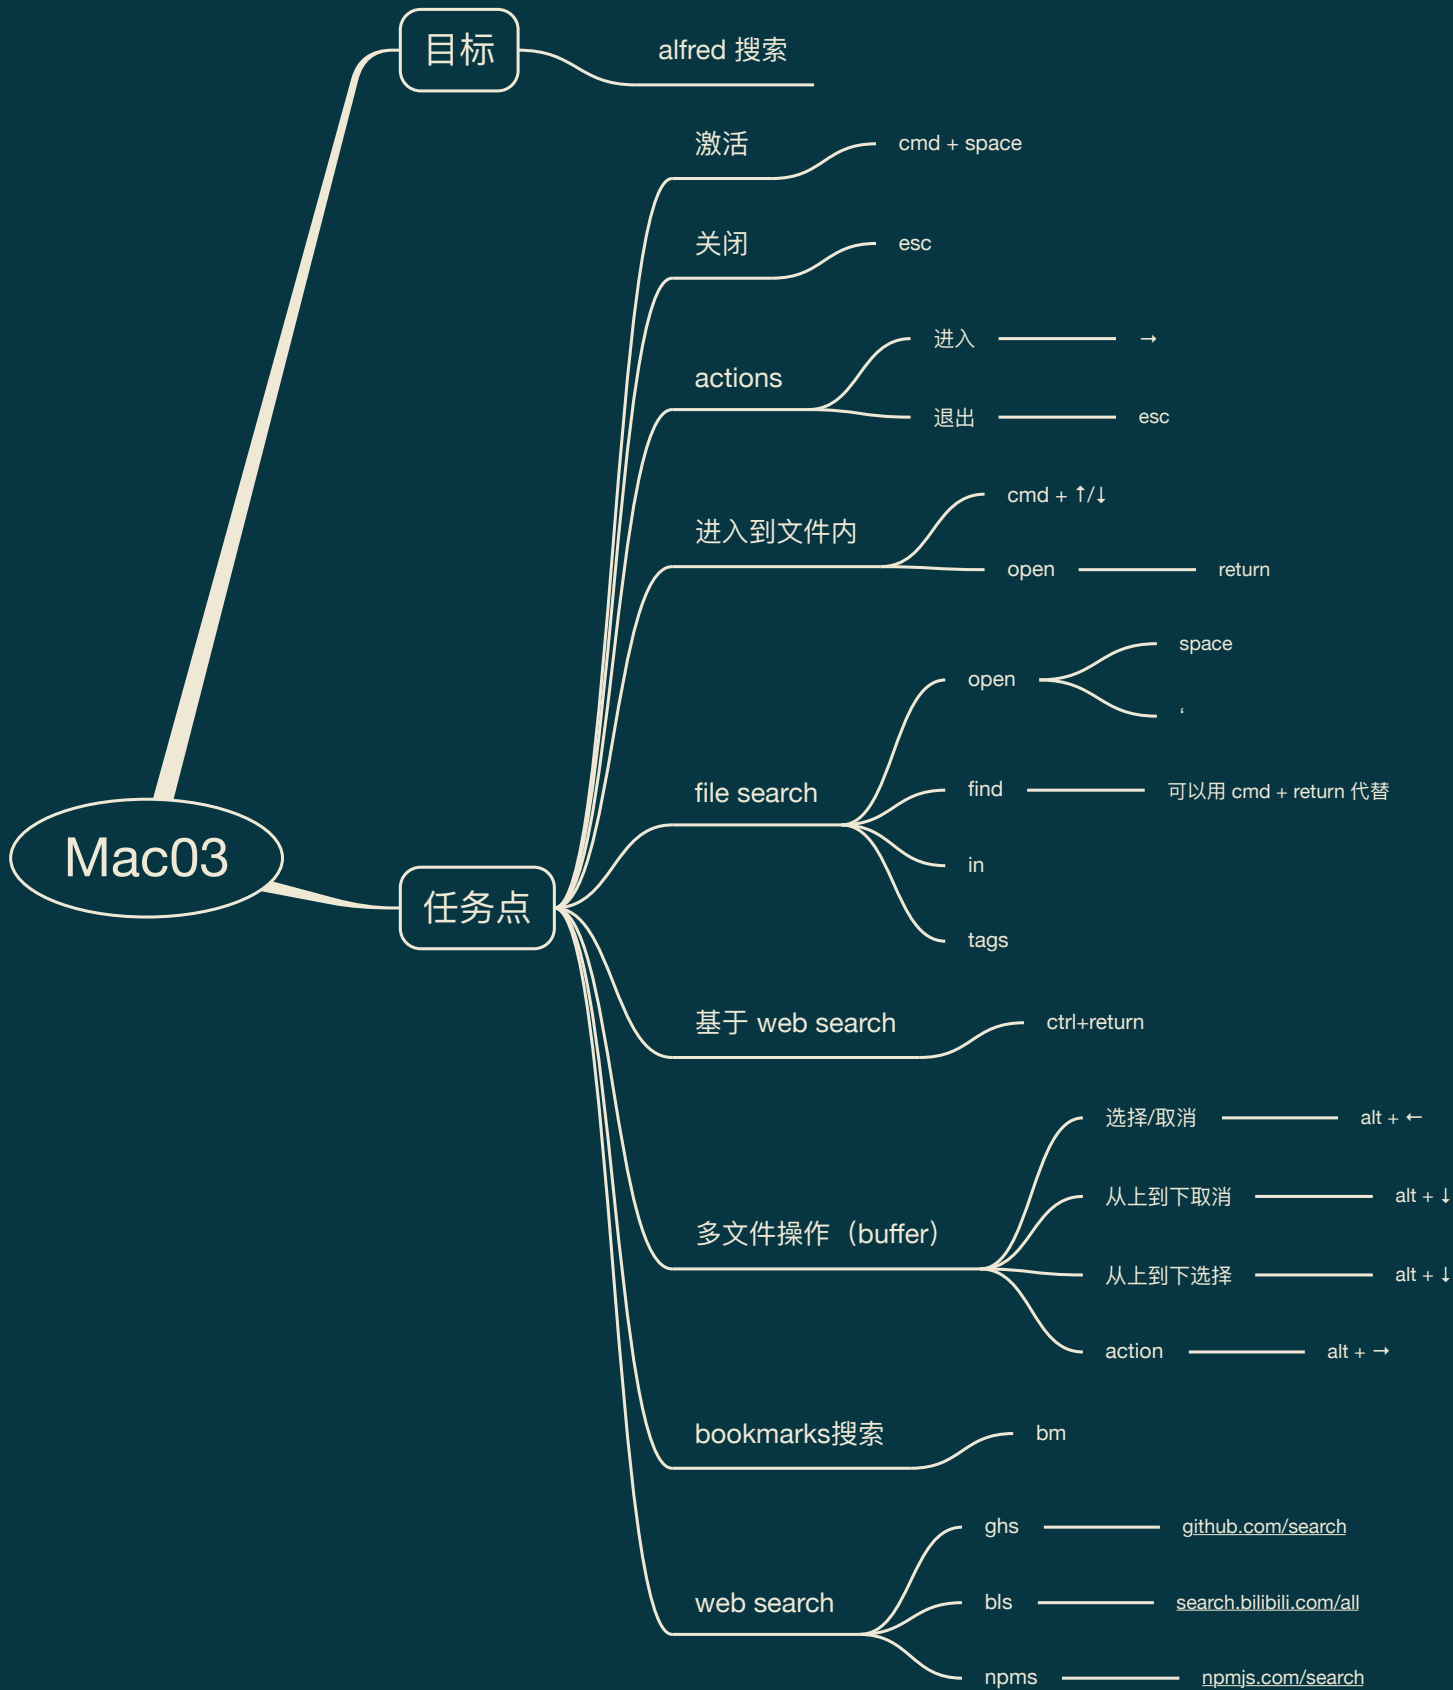 目标
alfred 搜索
激活
cmd + space
关闭
esc
actions
进入
→
退出
esc
进入到文件内
cmd + ↑/↓
open
return
file search
open
space
‘
find
可以用 cmd + return 代替
in
tags
Mac03
任务点
基于 web search
ctrl+return
多文件操作（buffer）
选择/取消
alt + ←
从上到下取消
alt + ↓
从上到下选择
alt + ↓
action
alt + →
bookmarks搜索
bm
web search
ghs
github.com/search
bls
search.bilibili.com/all
npms
npmjs.com/search